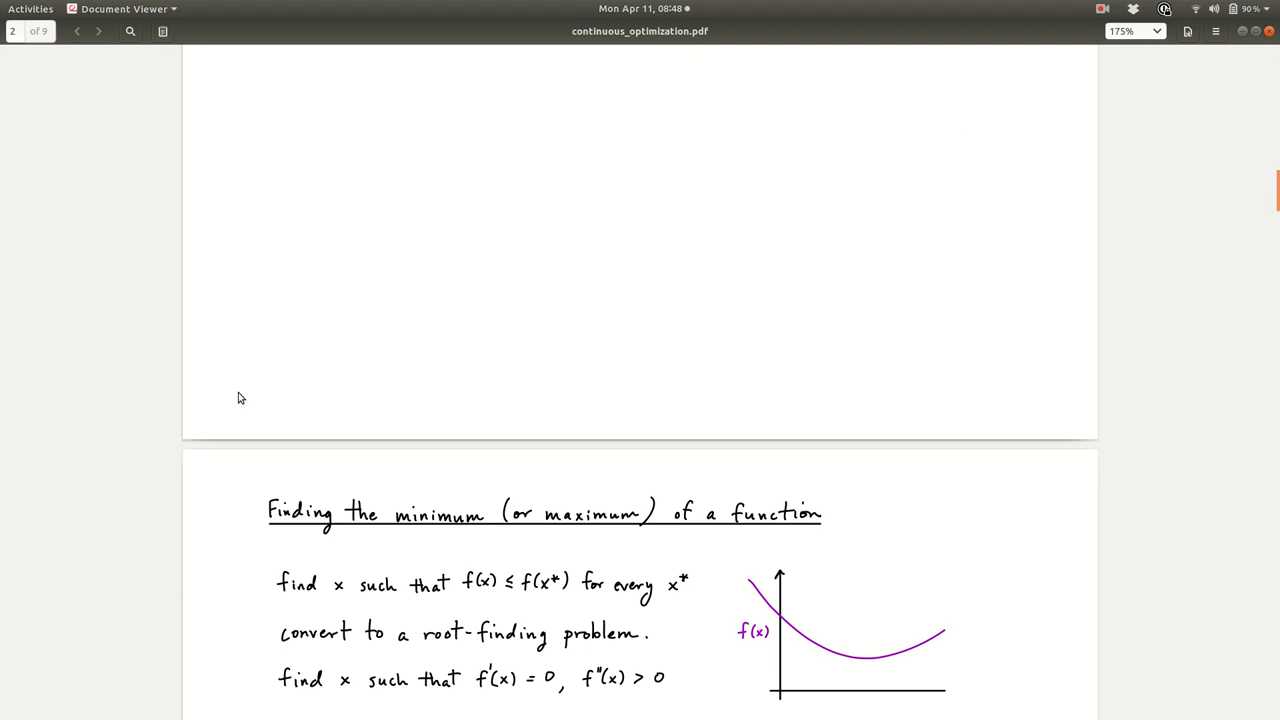 Activities
Document Viewer
Mon Apr 11, 08:48
90%
2
of 9
continuous_optimization.pdf
175%
Finding the minimum (or maximum) of a function
find x such that f(x) ≤ f(x*) for every x*
convert to a root-finding problem.
f(x)
find x such that f'(x) = 0, f"(x) > 0